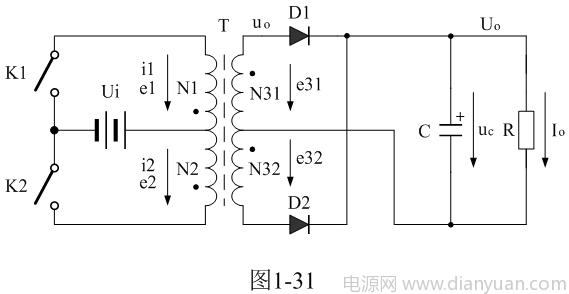 T
uo
D1
Uo
K1
i1
e1
N1
N31
e31
Ui
+
C
uc
R
Io
K2
i2
e2
N2
N32
e32
D2
图1-31
电源网 www.dianyuan.com